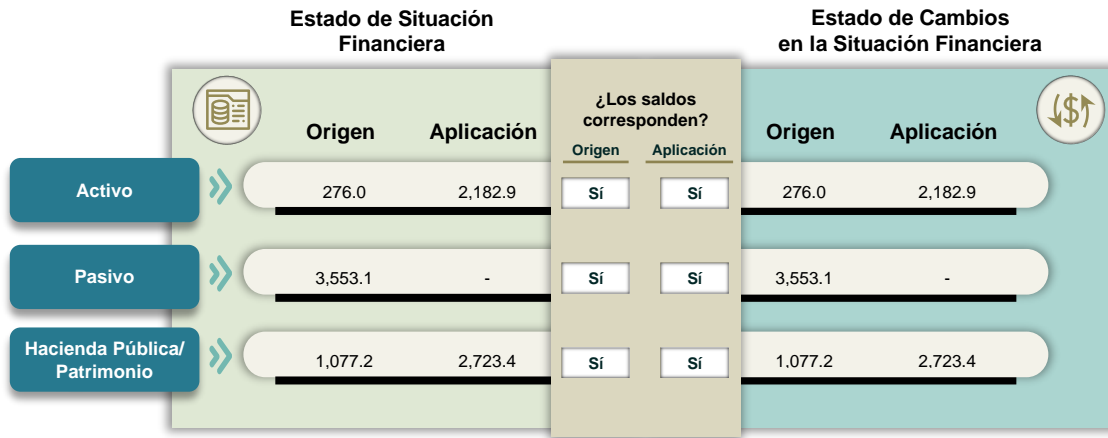 Estado de Situación
Financiera
Estado de Cambios
en la Situación Financiera
¿Los saldos
corresponden?
Origen Aplicación
Origen Aplicación
Origen Aplicación
Activo
276.0 2,182.9 Sí Sí 276.0 2,182.9
Pasivo
3,553.1 - Sí Sí 3,553.1 -
Hacienda Pública/
Patrimonio
1,077.2 2,723.4 Sí Sí 1,077.2 2,723.4